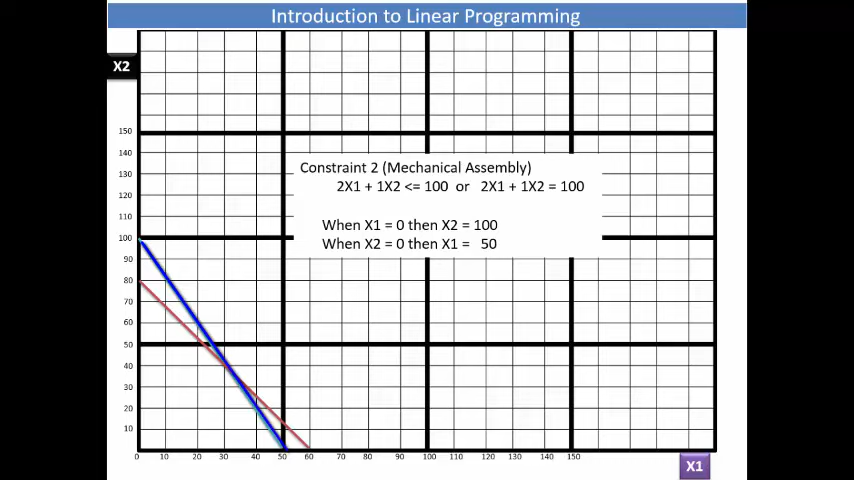 Introduction to Linear Programming
X2
150
140
130
120
110
100
90
80
70
60
50
40
30
20
10
Constraint 2 (Mechanical Assembly)
2X1 + 1X2 <= 100 or 2X1 + 1X2 = 100
When X1 = 0 then X2 = 100
When X2 = 0 then X1 = 50
0 10 20 30 40 50 60 70 80 90 100 110 120 130 140 150
X1